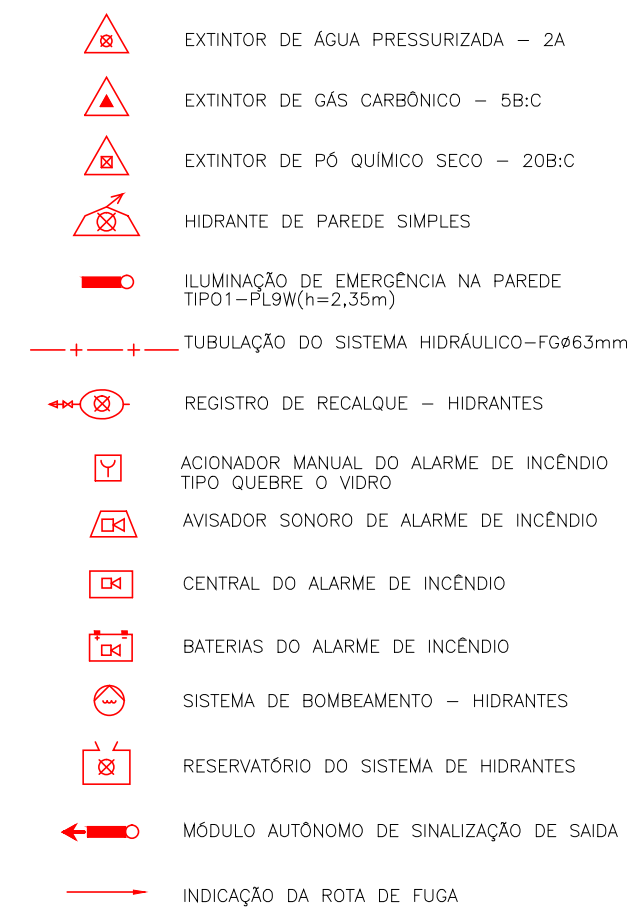 EXTINTOR DE ÁGUA PRESSURIZADA – 2A
EXTINTOR DE GÁS CARBÔNICO – 5B:C
EXTINTOR DE PÓ QUÍMICO SECO – 20B:C
HIDRANTE DE PAREDE SIMPLES
ILUMINAÇÃO DE EMERGÊNCIA NA PAREDE
TIPO1–PL9W(h=2,35m)
TUBULAÇÃO DO SISTEMA HIDRÁULICO–FGø63mm
REGISTRO DE RECALQUE – HIDRANTES
ACIONADOR MANUAL DO ALARME DE INCÊNDIO
TIPO QUEBRE O VIDRO
AVISADOR SONORO DE ALARME DE INCÊNDIO
CENTRAL DO ALARME DE INCÊNDIO
BATERIAS DO ALARME DE INCÊNDIO
SISTEMA DE BOMBEAMENTO – HIDRANTES
RESERVATÓRIO DO SISTEMA DE HIDRANTES
MÓDULO AUTÔNOMO DE SINALIZAÇÃO DE SAIDA
INDICAÇÃO DA ROTA DE FUGA